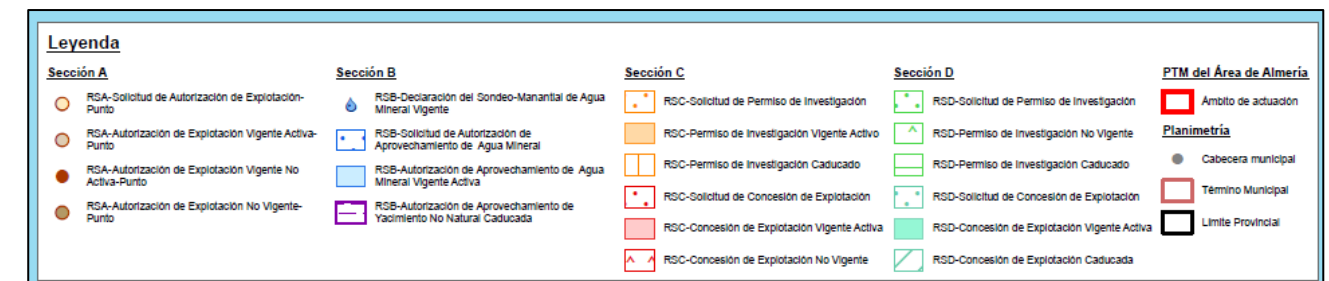 Leyenda
Sección A
RSA-Solicitud de Autorización de Explotación-
Punto
RSA-Autorización de Explotación Vigente Activa-
Punto
RSA-Autorización de Explotación Vigente No
Activa-Punto
RSA-Autorización de Explotación No Vigente-
Punto
Sección B
RSB-Declaración del Sondeo-Manantial de Agua
Mineral Vigente
RSB-Solicitud de Autorización de
Aprovechamiento de Agua Mineral
RSB-Autorización de Aprovechamiento de Agua
Mineral Vigente Activa
RSB-Autorización de Aprovechamiento de
Yacimiento No Natural Caducada
Sección C
RSC-Solicitud de Permiso de Investigación
RSC-Permiso de Investigación Vigente Activo
RSC-Permiso de Investigación Caducado
RSC-Solicitud de Concesión de Explotación
RSC-Concesión de Explotación Vigente Activa
RSC-Concesión de Explotación No Vigente
Sección D
RSD-Solicitud de Permiso de Investigación
RSD-Permiso de Investigación No Vigente
RSD-Permiso de Investigación Caducado
RSD-Solicitud de Concesión de Explotación
RSD-Concesión de Explotación Vigente Activa
RSD-Concesión de Explotación Caducada
PTM del Área de Almería
Ámbito de actuación
Planimetría
Cabecera municipal
Término Municipal
Límite Provincial